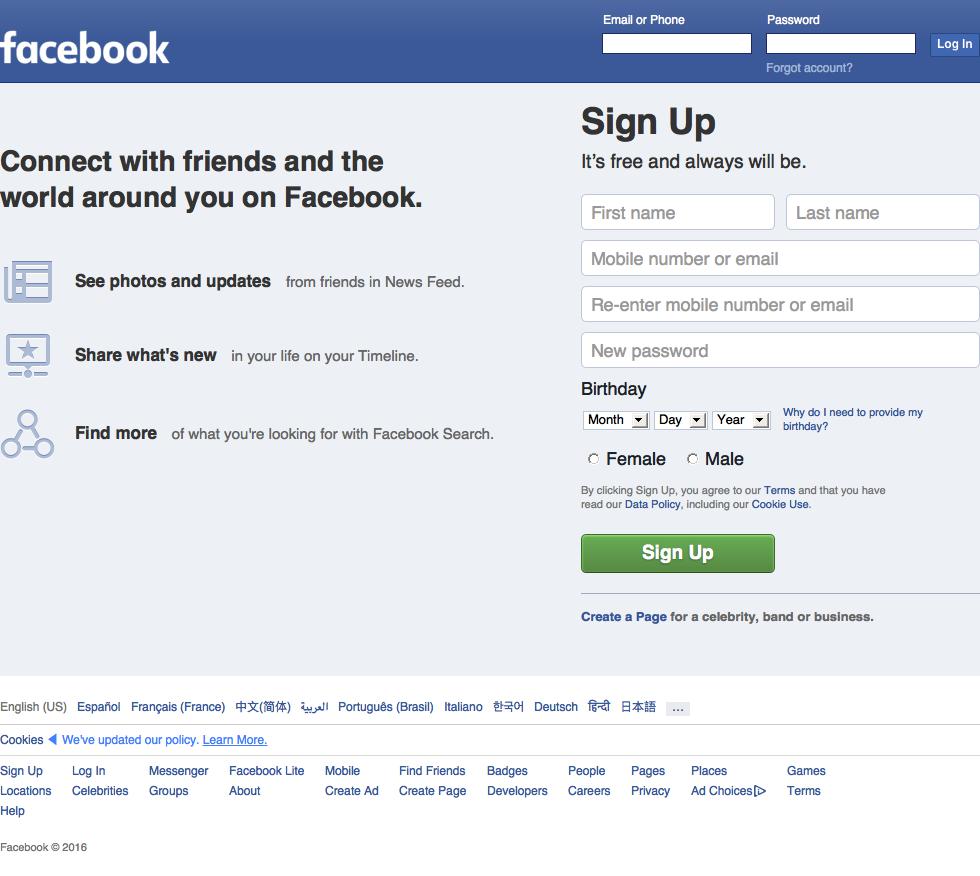 facebook
Email or Phone
Password
Log In
Forgot account?
Connect with friends and the
world around you on Facebook.
See photos and updates from friends in News Feed.
Share what's new in your life on your Timeline.
Find more of what you're looking for with Facebook Search.
Sign Up
It's free and always will be.
First name Last name
Mobile number or email
Re-enter mobile number or email
New password
Birthday
Month Day Year
Why do I need to provide my
birthday?
Female Male
By clicking Sign Up, you agree to our Terms and that you have
read our Data Policy, including our Cookie Use.
Sign Up
Create a Page for a celebrity, band or business.
English (US) Español Français (France) 中文(简体) العربية Português (Brasil) Italiano 한국어 Deutsch हिन्दी 日本語 ...
Cookies We've updated our policy. Learn More.
Sign Up Log In Messenger Facebook Lite Mobile Find Friends Badges People Pages Places Games
Locations Celebrities Groups About Create Ad Create Page Developers Careers Privacy Ad Choices Terms
Help
Facebook © 2016